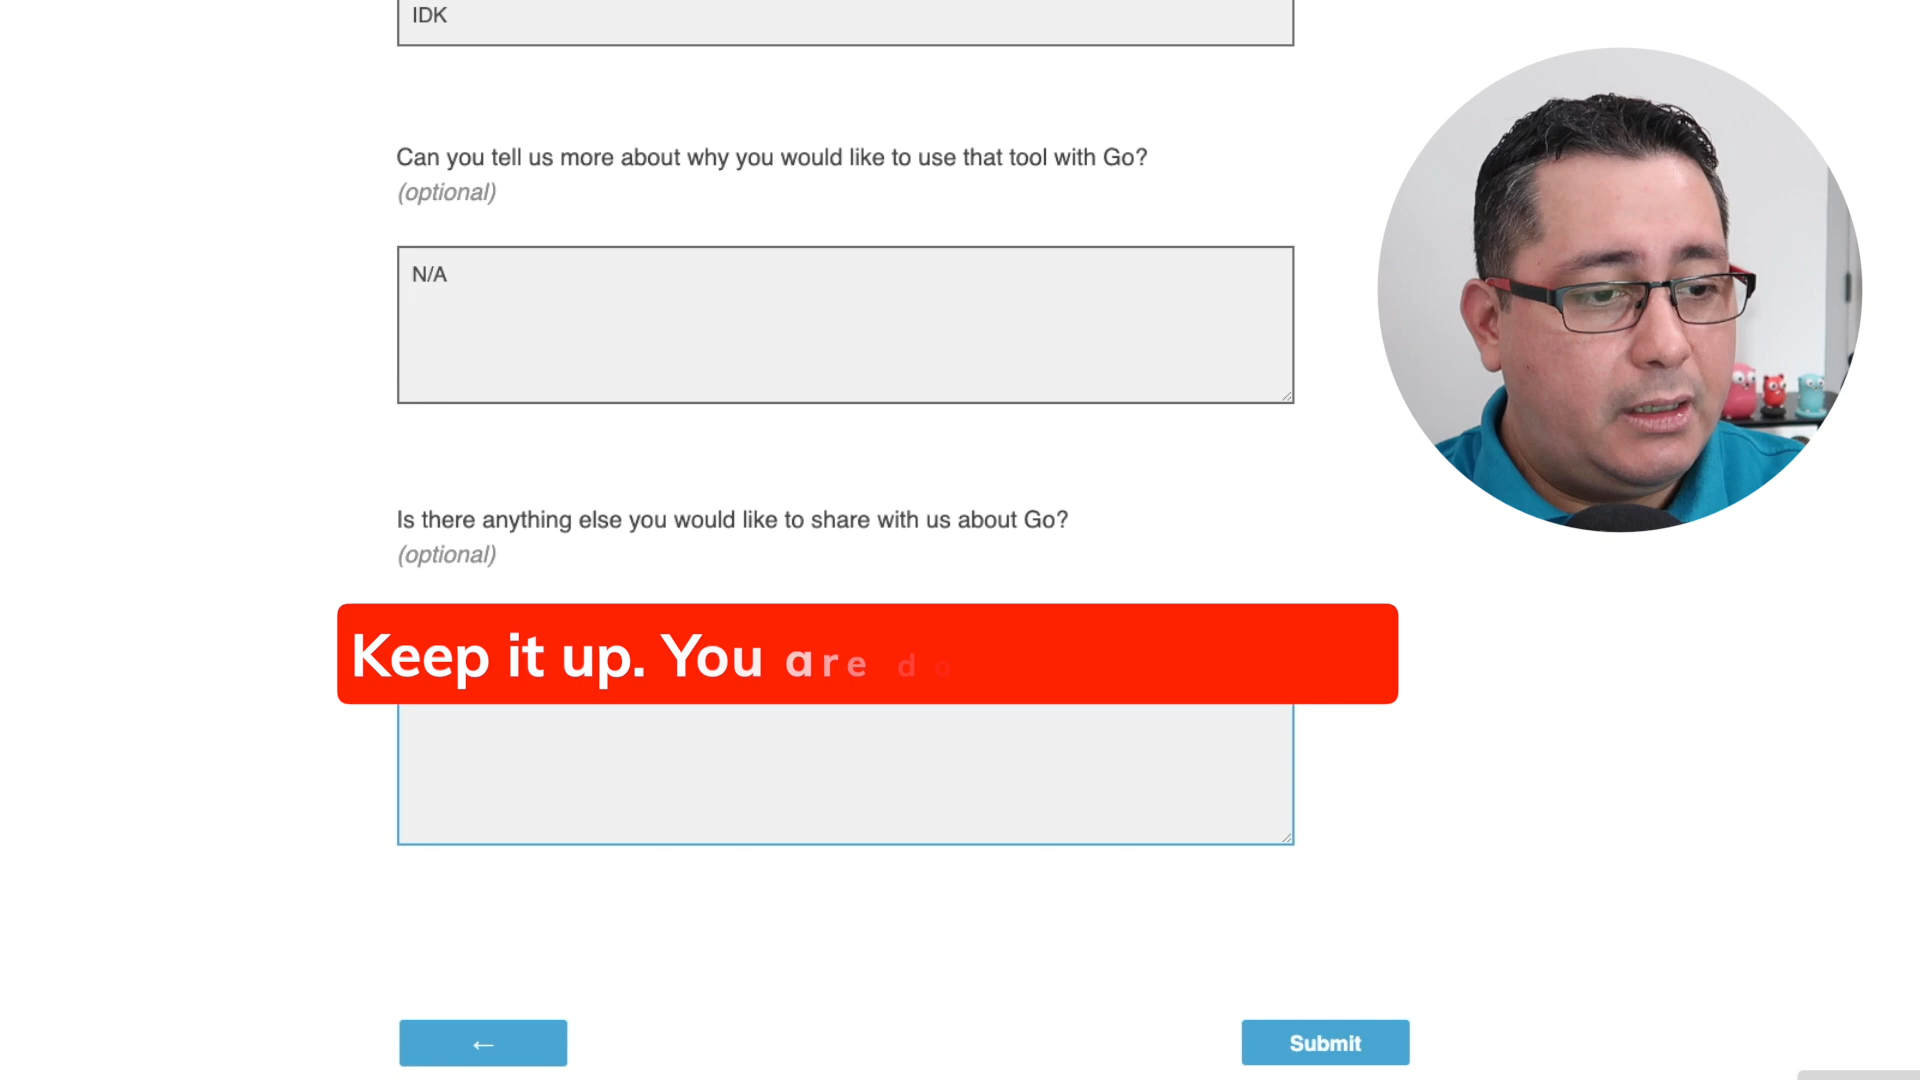 IDK
Can you tell us more about why you would like to use that tool with Go?
(optional)
N/A
Is there anything else you would like to share with us about Go?
(optional)
Keep it up. You are do
←
Submit